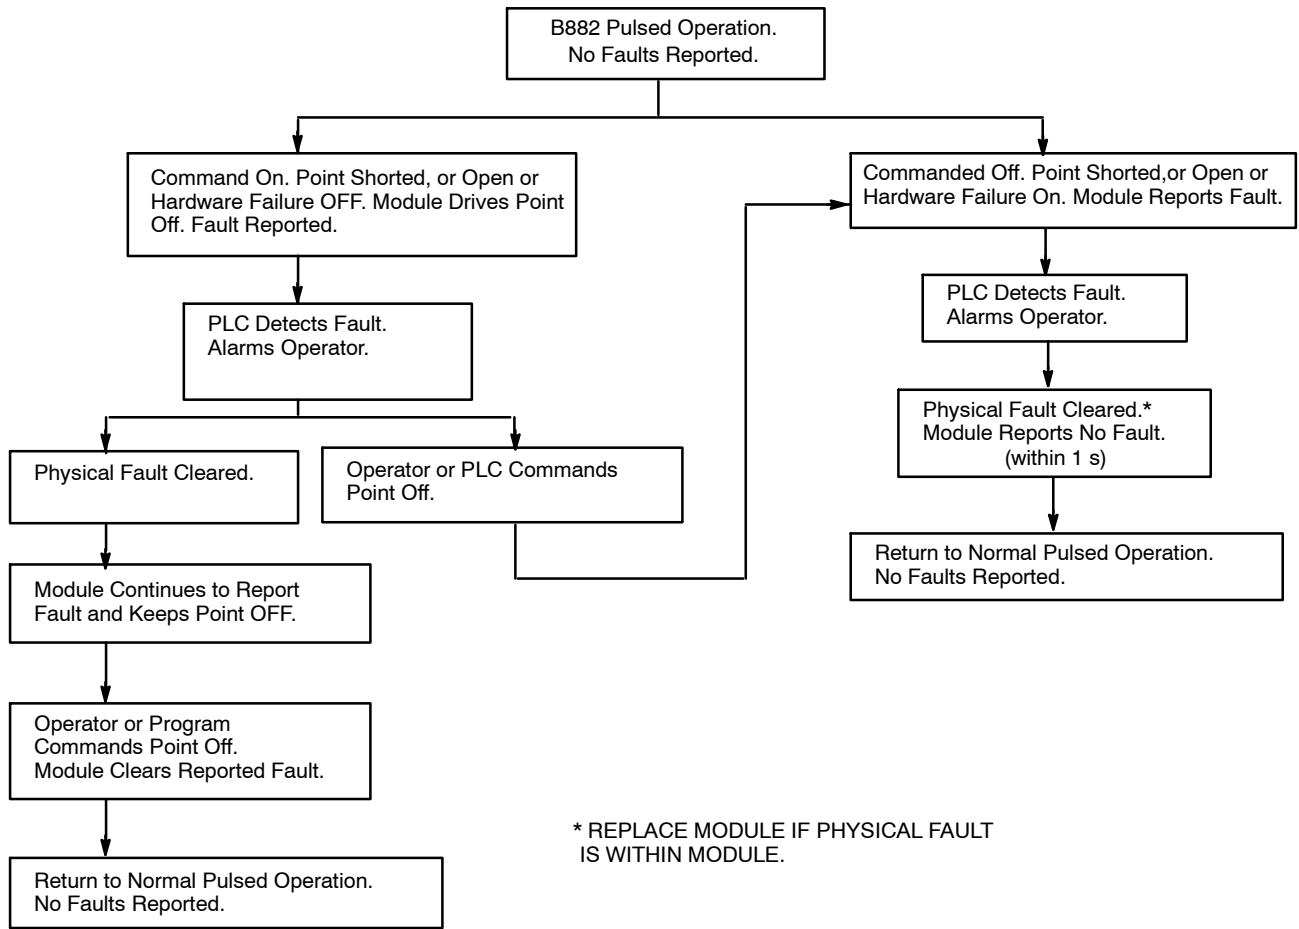 B882 Pulsed Operation.
No Faults Reported.
Command On. Point Shorted, or Open or
Hardware Failure OFF. Module Drives Point
Off. Fault Reported.
Commanded Off. Point Shorted,or Open or
Hardware Failure On. Module Reports Fault.
PLC Detects Fault.
Alarms Operator.
PLC Detects Fault.
Alarms Operator.
Physical Fault Cleared.
Operator or PLC Commands
Point Off.
Physical Fault Cleared.*
Module Reports No Fault.
(within 1 s)
Module Continues to Report
Fault and Keeps Point OFF.
Return to Normal Pulsed Operation.
No Faults Reported.
Operator or Program
Commands Point Off.
Module Clears Reported Fault.
Return to Normal Pulsed Operation.
No Faults Reported.
* REPLACE MODULE IF PHYSICAL FAULT
IS WITHIN MODULE.